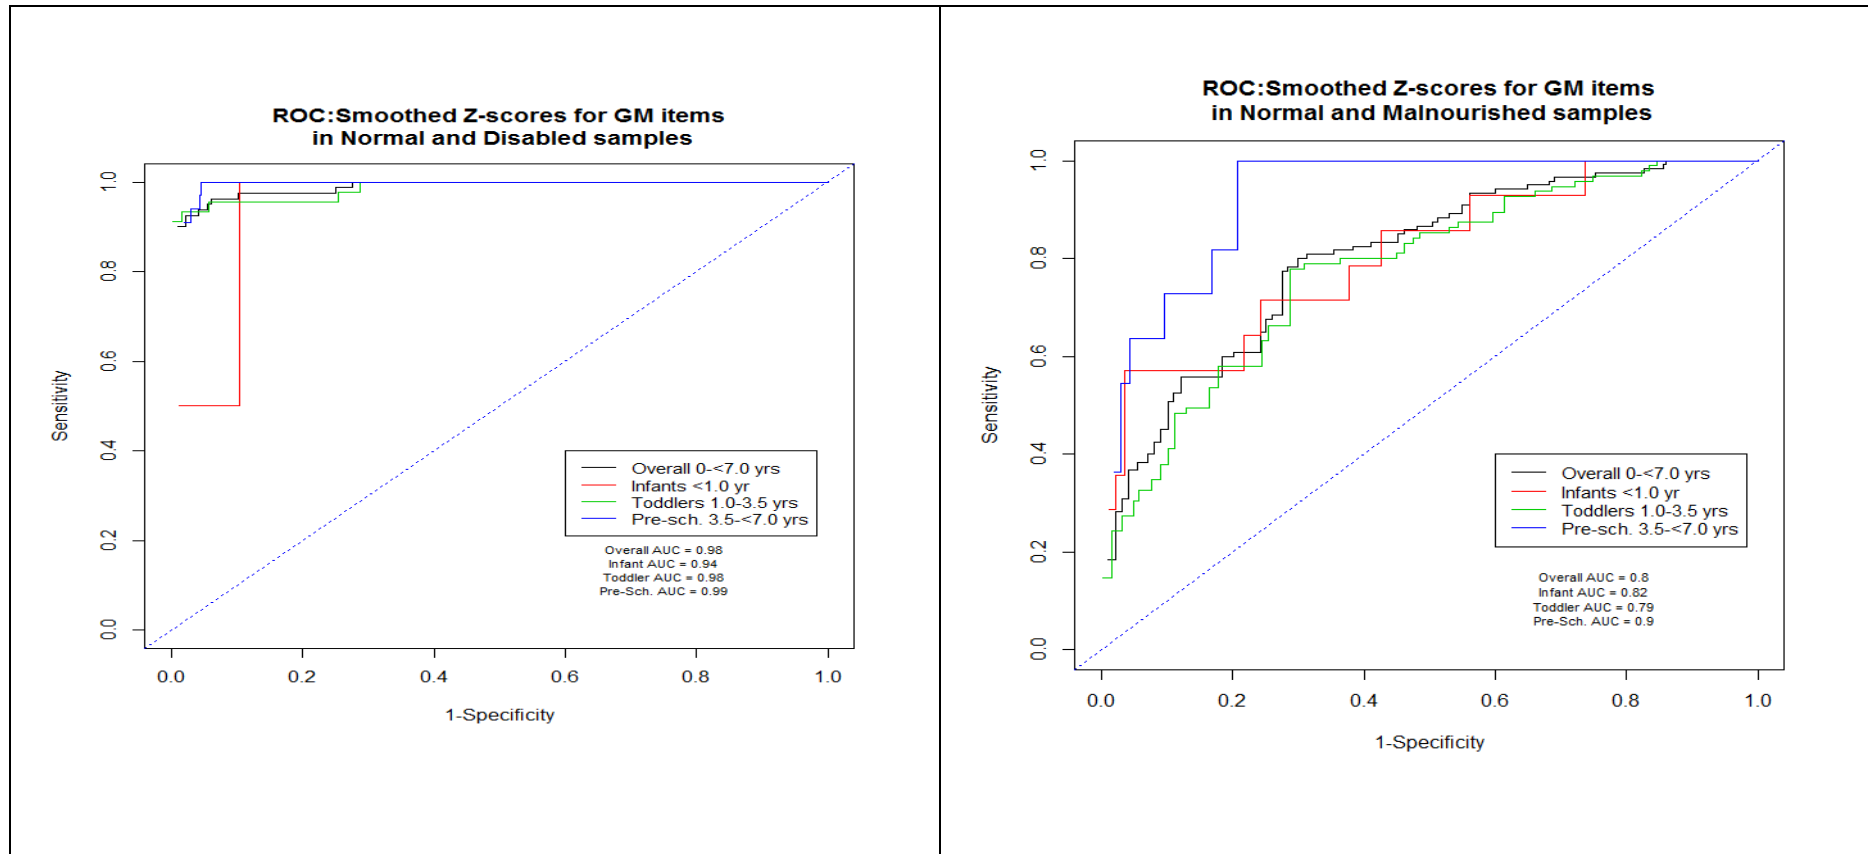 ROC:Smoothed Z-scores for GM items
in Normal and Disabled samples
1.0
0.8
0.6
0.4
0.2
0.0
Sensitivity
Overall 0-<7.0 yrs
Infants <1.0 yr
Toddlers 1.0-3.5 yrs
Pre-sch. 3.5-<7.0 yrs
Overall AUC = 0.98
Infant AUC = 0.94
Toddler AUC = 0.98
Pre-Sch. AUC = 0.99
0.0 0.2 0.4 0.6 0.8 1.0
1-Specificity
ROC:Smoothed Z-scores for GM items
in Normal and Malnourished samples
1.0
0.8
0.6
0.4
0.2
0.0
Sensitivity
Overall 0-<7.0 yrs
Infants <1.0 yr
Toddlers 1.0-3.5 yrs
Pre-sch. 3.5-<7.0 yrs
Overall AUC = 0.8
Infant AUC = 0.82
Toddler AUC = 0.79
Pre-Sch. AUC = 0.9
0.0 0.2 0.4 0.6 0.8 1.0
1-Specificity